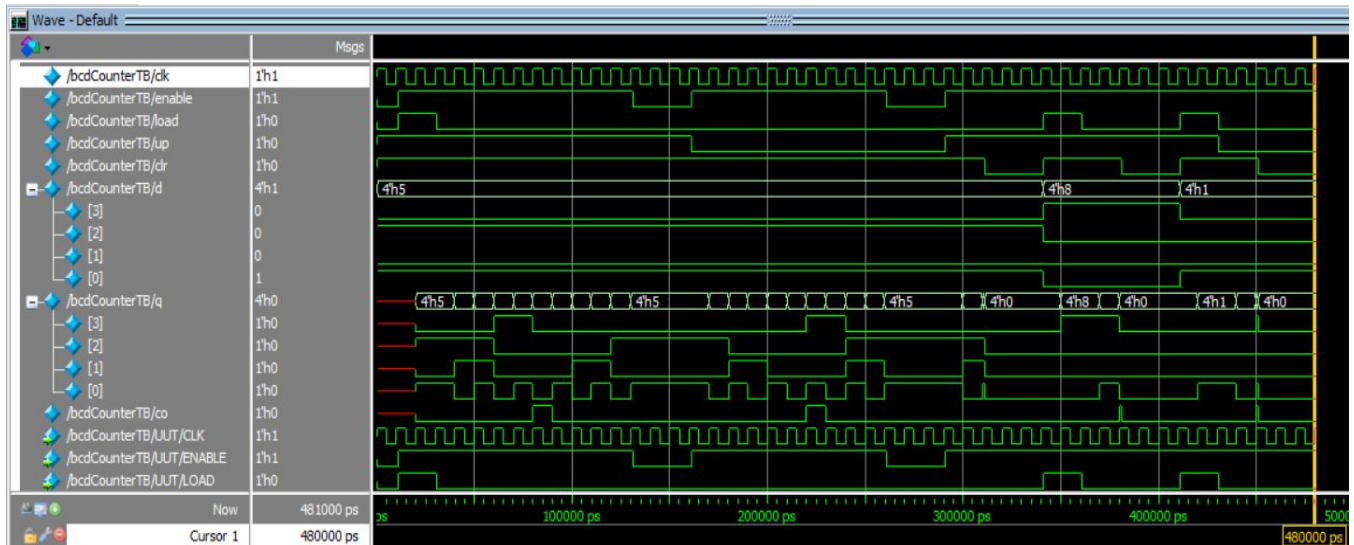 Wave - Default
Msgs
/bcdCounterTB/clk 1'h1
/bcdCounterTB/enable 1'h1
/bcdCounterTB/load 1'h0
/bcdCounterTB/up 1'h0
/bcdCounterTB/clr 1'h0
/bcdCounterTB/d 4'h1 4'h5 4'h8 4'h1
[3] 0
[2] 0
[1] 0
[0] 1
/bcdCounterTB/q 4'h0 4'h5 4'h5 4'h5 4'h0 4'h8 4'h0 4'h1 4'h0
[3] 1'h0
[2] 1'h0
[1] 1'h0
[0] 1'h0
/bcdCounterTB/co 1'h0
/bcdCounterTB/UUT/CLK 1'h1
/bcdCounterTB/UUT/ENABLE 1'h1
/bcdCounterTB/UUT/LOAD 1'h0
Now 481000 ps ps 100000 ps 200000 ps 300000 ps 400000 ps 5000
Cursor 1 480000 ps 480000 ps